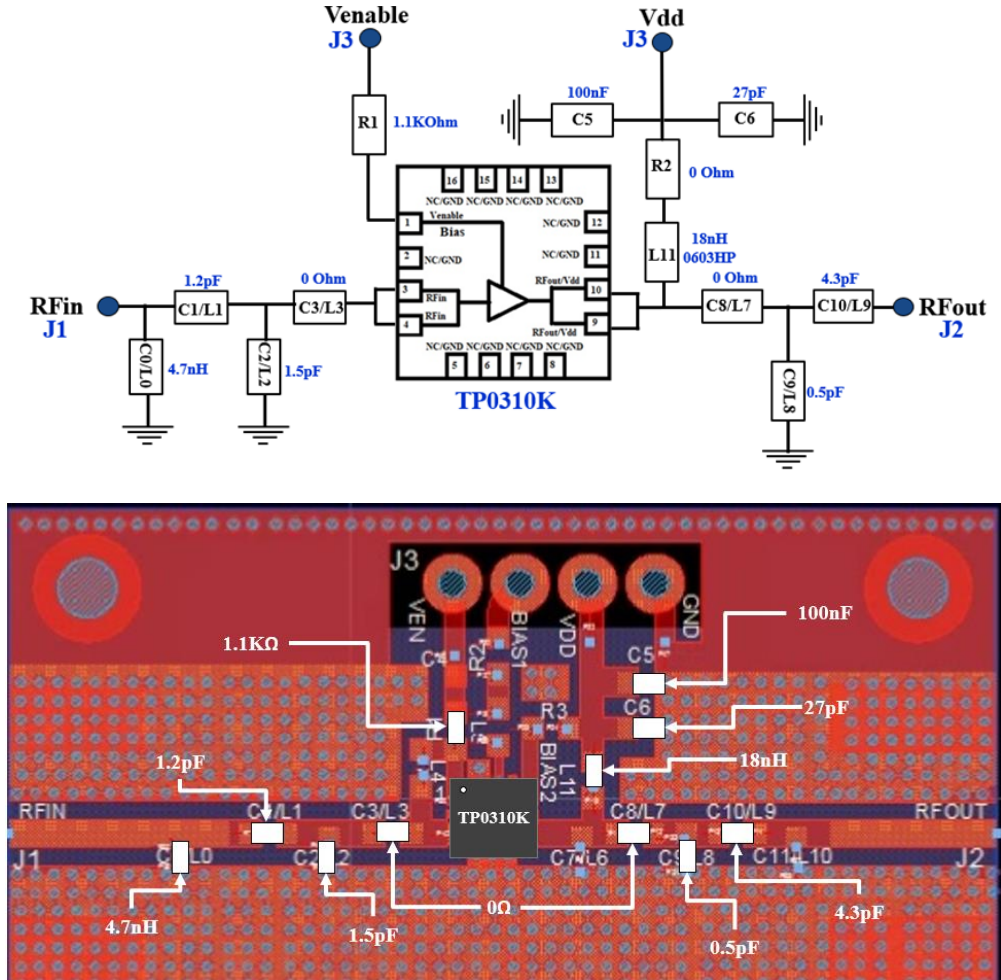 Venable
J3
Vdd
J3
100nF
C5
27pF
C6
R1
1.1KOhm
R2
0 Ohm
16
15
14
13
NC/GND NC/GND NC/GND NC/GND
1
Venable
Bias
NC/GND
12
18nH
0603HP
L11
2
NC/GND
NC/GND
11
RFin
J1
1.2pF
C1/L1
0 Ohm
C3/L3
3
RFin
4
RFin
RFout/Vdd
10
RFout/Vdd
9
0 Ohm
C8/L7
4.3pF
C10/L9
RFout
J2
C0/L0
4.7nH
C2/L2
1.5pF
NC/GND NC/GND NC/GND NC/GND
5
6
7
8
C9/L8
0.5pF
TP0310K
J3
VEN
BIAS1
VDD
GND
100nF
1.1KΩ
C4
R2
C5
C6
27pF
R3
BIAS2
L11
18nH
1.2pF
L4
RFIN
/L1
C3/L3
TP0310K
C8/L7
C10/L9
RFOUT
J1
L0
C7/L6
C11/L10
J2
4.7nH
1.5pF
0Ω
0.5pF
4.3pF